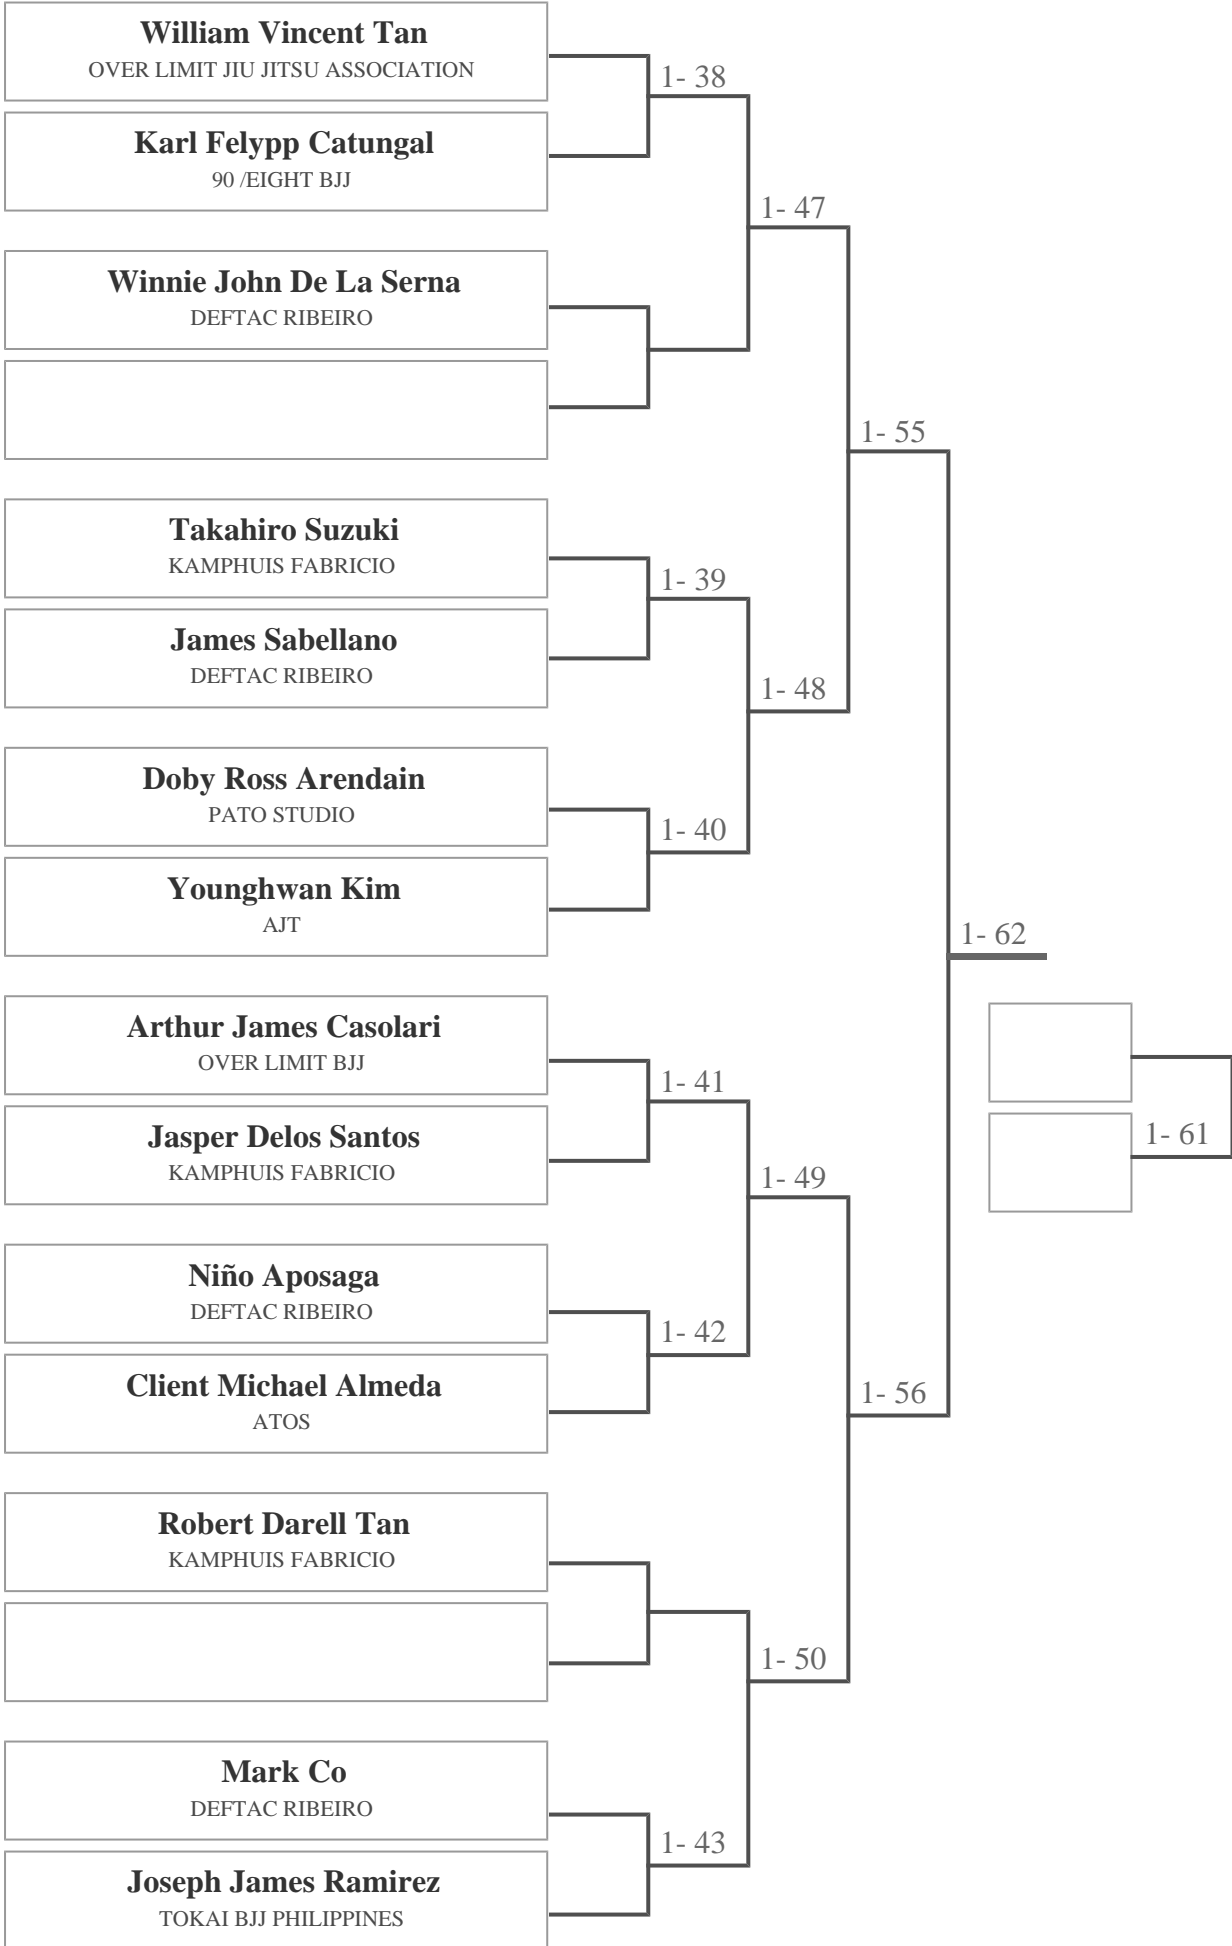 William Vincent Tan
OVER LIMIT JIU JITSU ASSOCIATION
1- 38
Karl Felypp Catungal
90 /EIGHT BJJ
1- 47
Winnie John De La Serna
DEFTAC RIBEIRO
1- 55
Takahiro Suzuki
KAMPHUIS FABRICIO
1- 39
James Sabellano
DEFTAC RIBEIRO
1- 48
Doby Ross Arendain
PATO STUDIO
1- 40
Younghwan Kim
AJT
1- 62
Arthur James Casolari
OVER LIMIT BJJ
1- 41
Jasper Delos Santos
KAMPHUIS FABRICIO
1- 61
1- 49
Niño Aposaga
DEFTAC RIBEIRO
1- 42
Client Michael Almeda
ATOS
1- 56
Robert Darell Tan
KAMPHUIS FABRICIO
1- 50
Mark Co
DEFTAC RIBEIRO
1- 43
Joseph James Ramirez
TOKAI BJJ PHILIPPINES